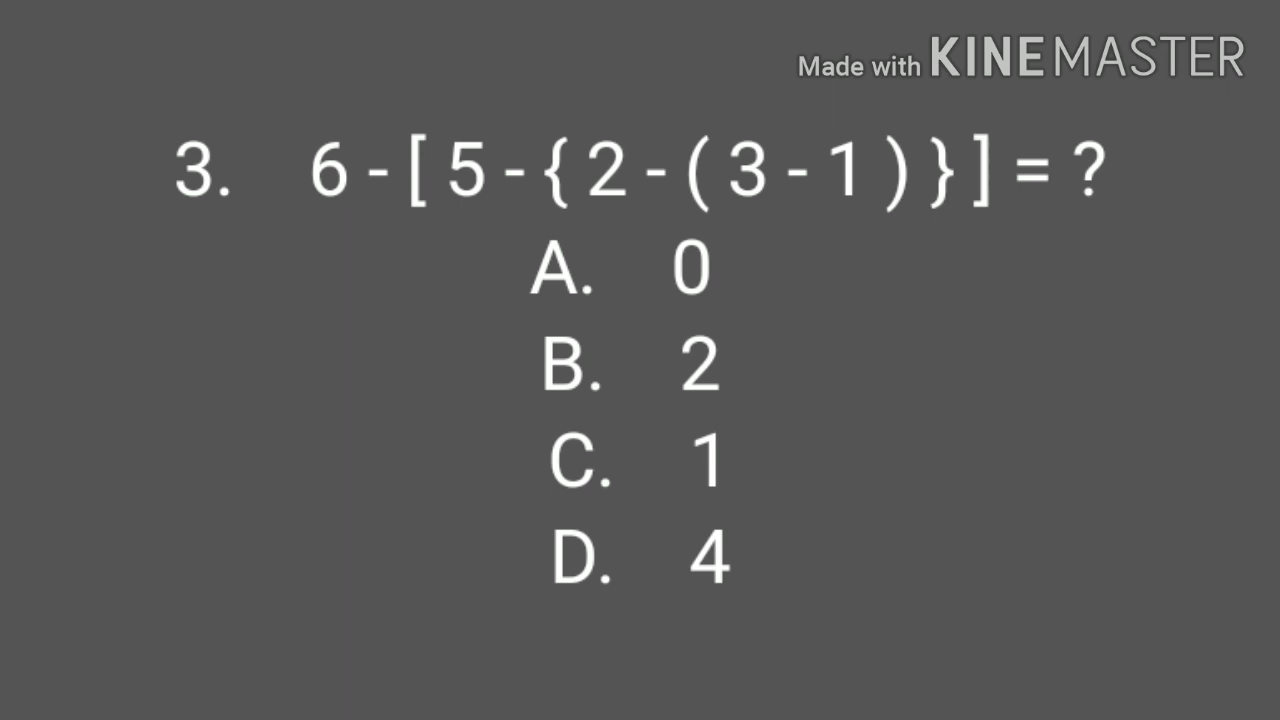 Made with KINEMASTER
3. 6 - [ 5 - { 2 - ( 3 - 1 ) } ] = ?
A. 0
B. 2
C. 1
D. 4